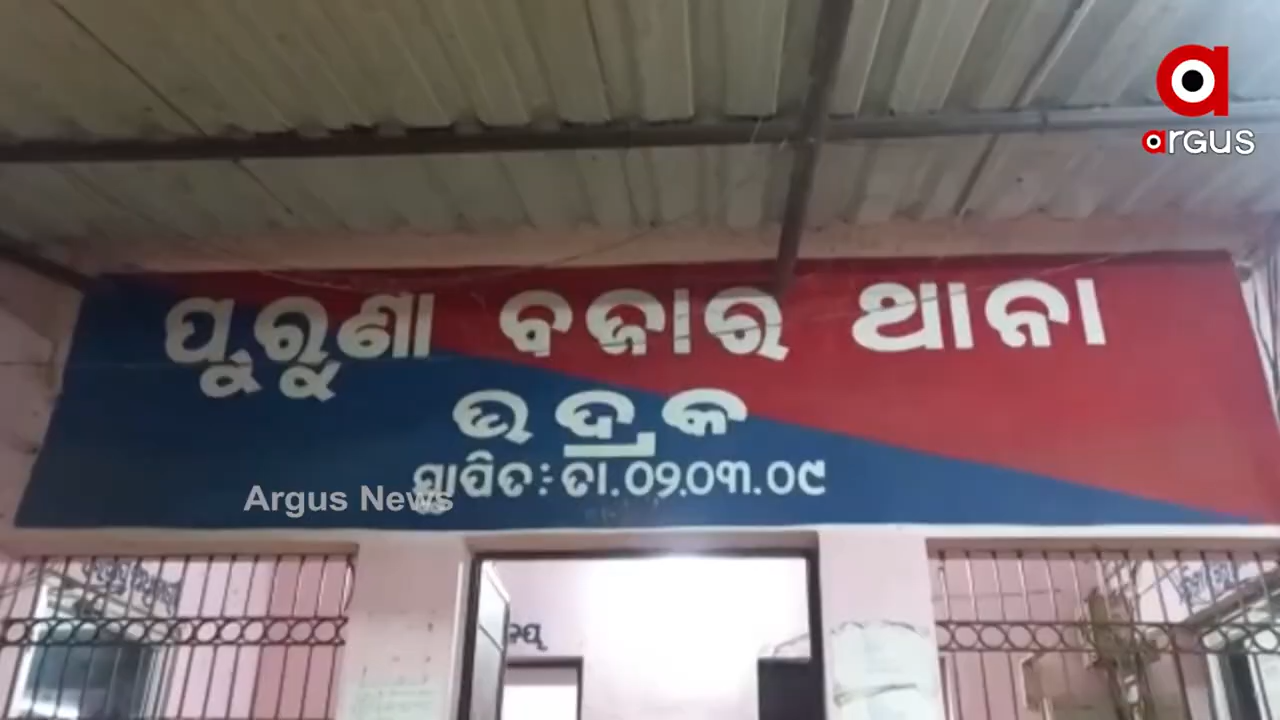 argus
ପୁରୁଣା ବଜାର ଥାନା
ଭଦ୍ରକ
ସ୍ଥାପିତ:-ତା.୦୨.୦୩.୦୯
Argus News